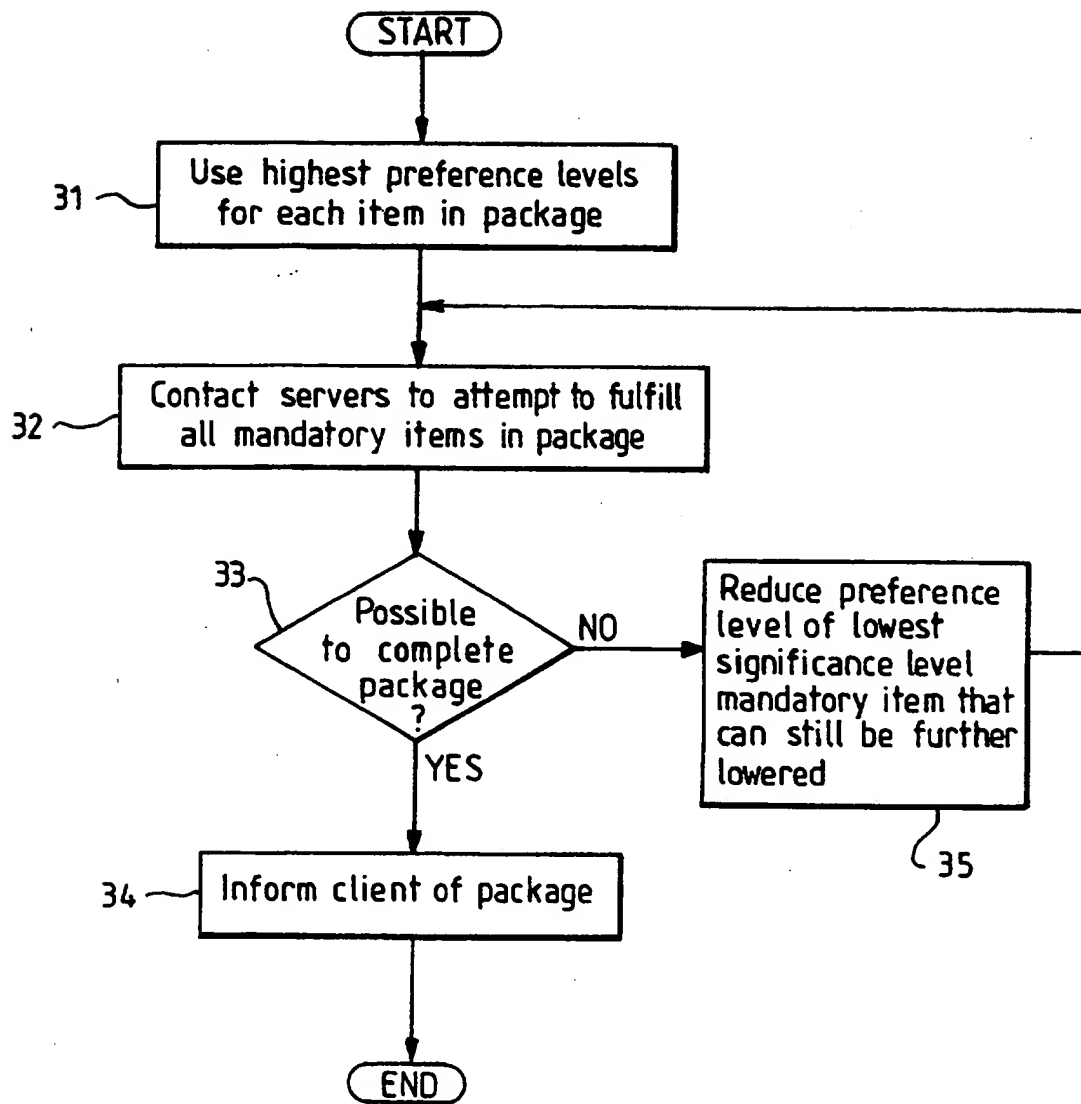 START
31
Use highest preference levels
for each item in package
32
Contact servers to attempt to fulfill
all mandatory items in package
33
Possible
to complete
package
?
NO
YES
Reduce preference
level of lowest
significance level
mandatory item that
can still be further
lowered
35
34
Inform client of package
END